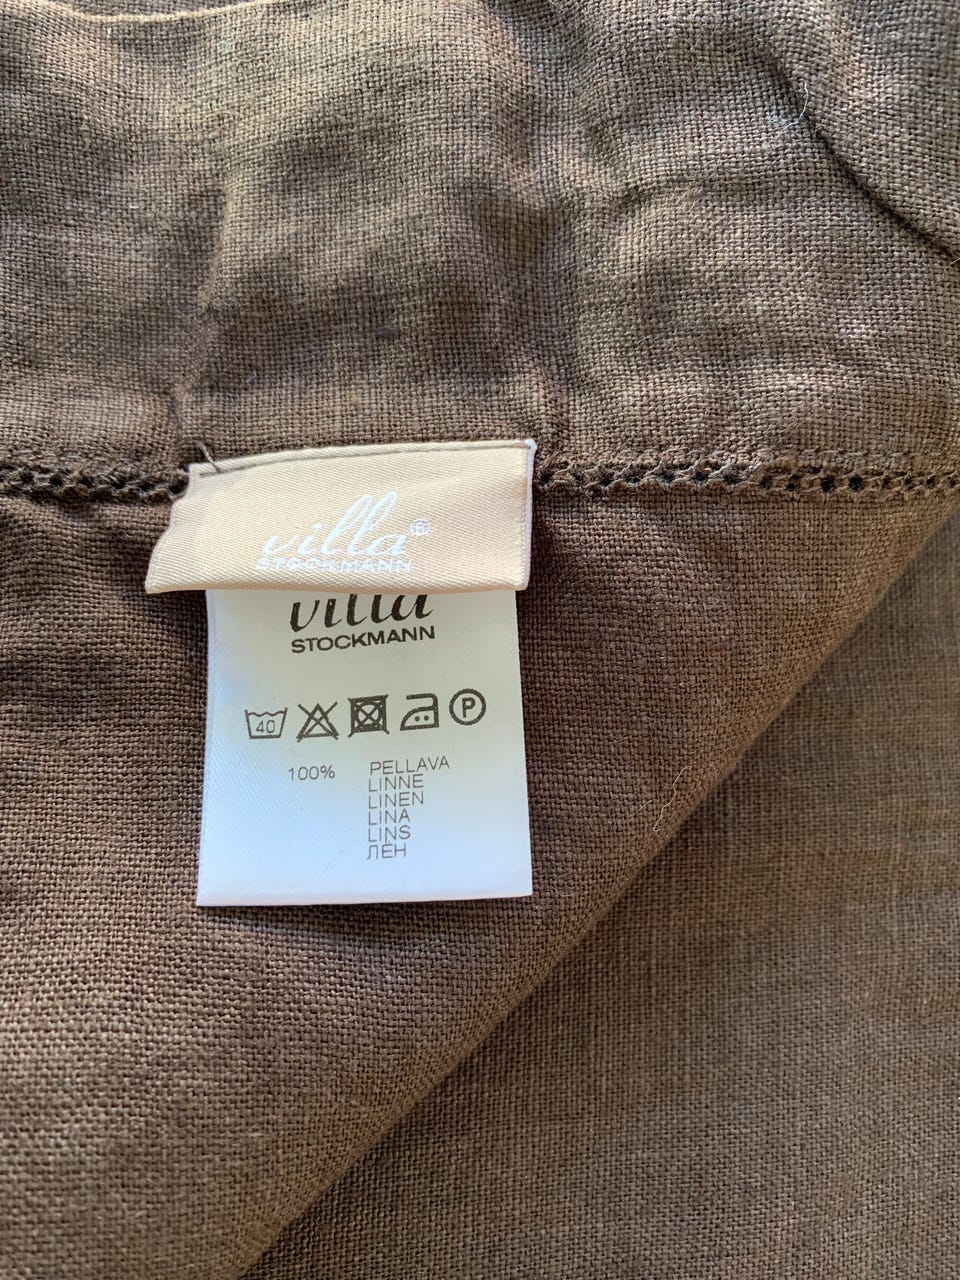 villa®
STOCKMANN
villa
STOCKMANN
40 P
100% PELLAVA
LINNE
LINEN
LINA
LINS
ЛЁН